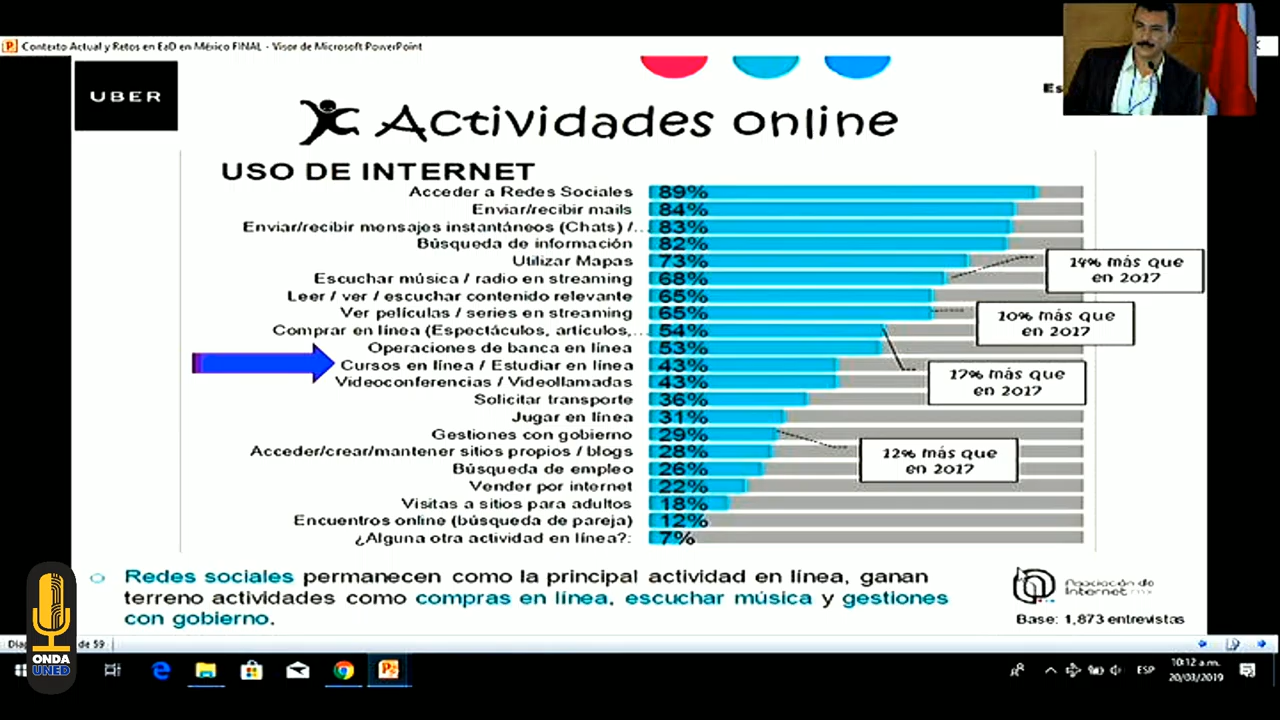 Contexto Actual y Retos en EaD en México FINAL - Visor de Microsoft PowerPoint
UBER
Es
Actividades online
USO DE INTERNET
Acceder a Redes Sociales 89%
Enviar/recibir mails 84%
Enviar/recibir mensajes instantáneos (Chats) /... 83%
Búsqueda de información 82%
Utilizar Mapas 73%
Escuchar música / radio en streaming 68%
14% más que
en 2017
Leer / ver / escuchar contenido relevante 65%
Ver películas / series en streaming 65%
10% más que
en 2017
Comprar en línea (Espectáculos, artículos,... 54%
Operaciones de banca en línea 53%
Cursos en línea / Estudiar en línea 43%
17% más que
en 2017
Videoconferencias / Videollamadas 43%
Solicitar transporte 36%
Jugar en línea 31%
Gestiones con gobierno 29%
12% más que
en 2017
Acceder/crear/mantener sitios propios / blogs 28%
Búsqueda de empleo 26%
Vender por internet 22%
Visitas a sitios para adultos 18%
Encuentros online (búsqueda de pareja) 12%
¿Alguna otra actividad en línea?: 7%
Redes sociales permanecen como la principal actividad en línea, ganan
terreno actividades como compras en línea, escuchar música y gestiones
con gobierno.
Asociación de
Internet
Base: 1,873 entrevistas
de 59
ONDA
UNED
ESP
10:12 a.m.
20/03/2019